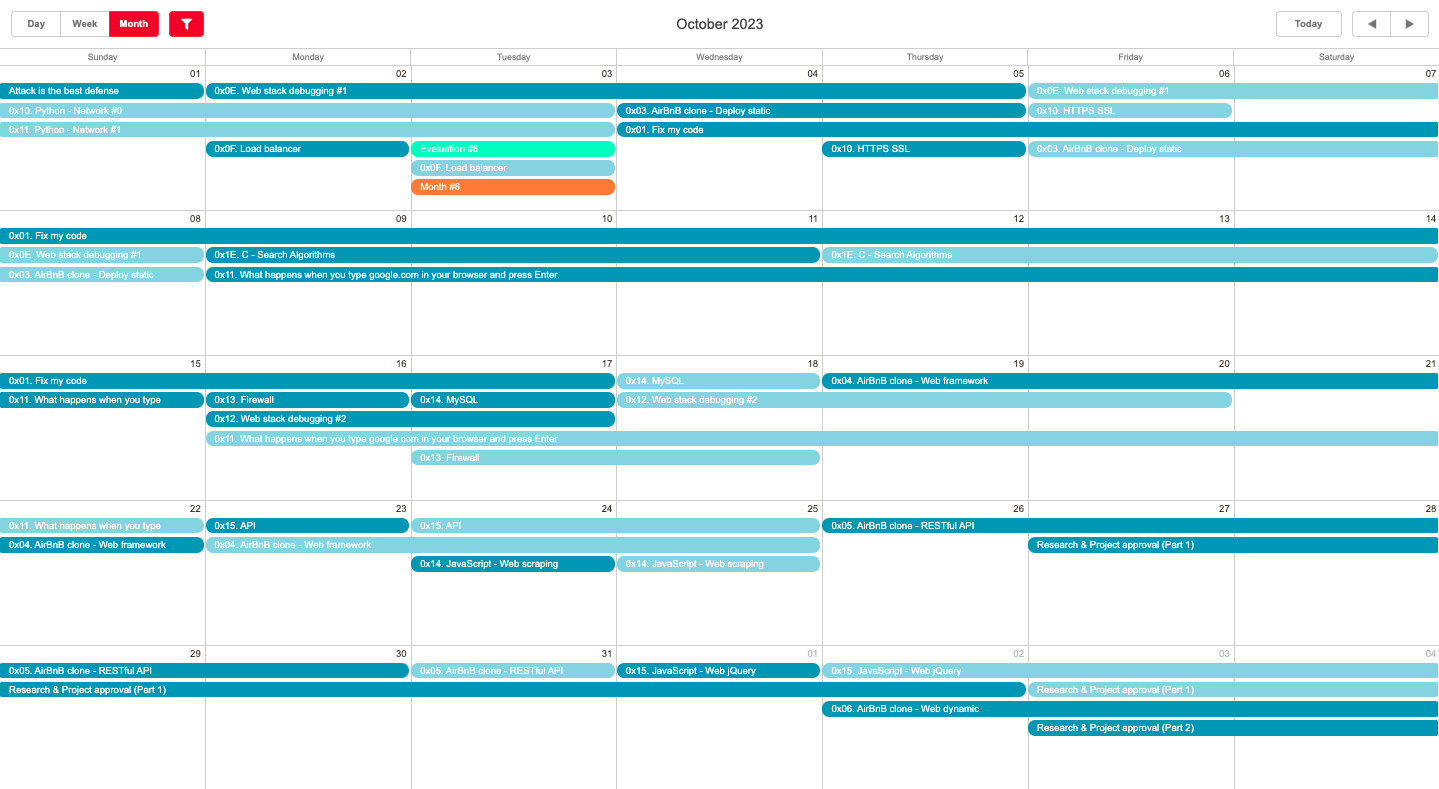 Day Week Month October 2023 Today
Sunday Monday Tuesday Wednesday Thursday Friday Saturday
01 02 03 04 05 06 07
Attack is the best defense 0x0E. Web stack debugging #1 0x0E. Web stack debugging #1
0x10. Python - Network #0 0x03. AirBnB clone - Deploy static 0x10. HTTPS SSL
0x11. Python - Network #1 0x01. Fix my code
0x0F. Load balancer Evaluation #6 0x10. HTTPS SSL 0x03. AirBnB clone - Deploy static
0x0F. Load balancer
Month #6
08 09 10 11 12 13 14
0x01. Fix my code
0x0E. Web stack debugging #1 0x1E. C - Search Algorithms 0x1E. C - Search Algorithms
0x03. AirBnB clone - Deploy static 0x11. What happens when you type google.com in your browser and press Enter
15 16 17 18 19 20 21
0x01. Fix my code 0x14. MySQL 0x04. AirBnB clone - Web framework
0x11. What happens when you type 0x13. Firewall 0x14. MySQL 0x12. Web stack debugging #2
0x12. Web stack debugging #2
0x11. What happens when you type google.com in your browser and press Enter
0x13. Firewall
22 23 24 25 26 27 28
0x11. What happens when you type 0x15. API 0x15. API 0x05. AirBnB clone - RESTful API
0x04. AirBnB clone - Web framework 0x04. AirBnB clone - Web framework Research & Project approval (Part 1)
0x14. JavaScript - Web scraping 0x14. JavaScript - Web scraping
29 30 31 01 02 03 04
0x05. AirBnB clone - RESTful API 0x05. AirBnB clone - RESTful API 0x15. JavaScript - Web jQuery 0x15. JavaScript - Web jQuery
Research & Project approval (Part 1) Research & Project approval (Part 1)
0x06. AirBnB clone - Web dynamic
Research & Project approval (Part 2)